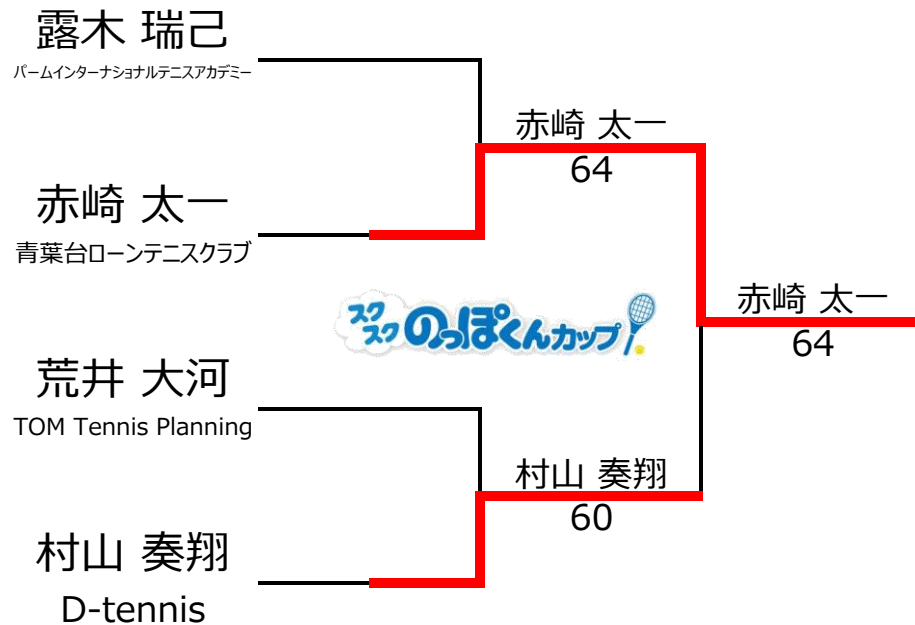 露木 瑞己
パームインターナショナルテニスアカデミー
赤崎 太一
64
赤崎 太一
青葉台ローンテニスクラブ
スクスク のっぽくんカップ
赤崎 太一
64
荒井 大河
TOM Tennis Planning
村山 奏翔
60
村山 奏翔
D-tennis